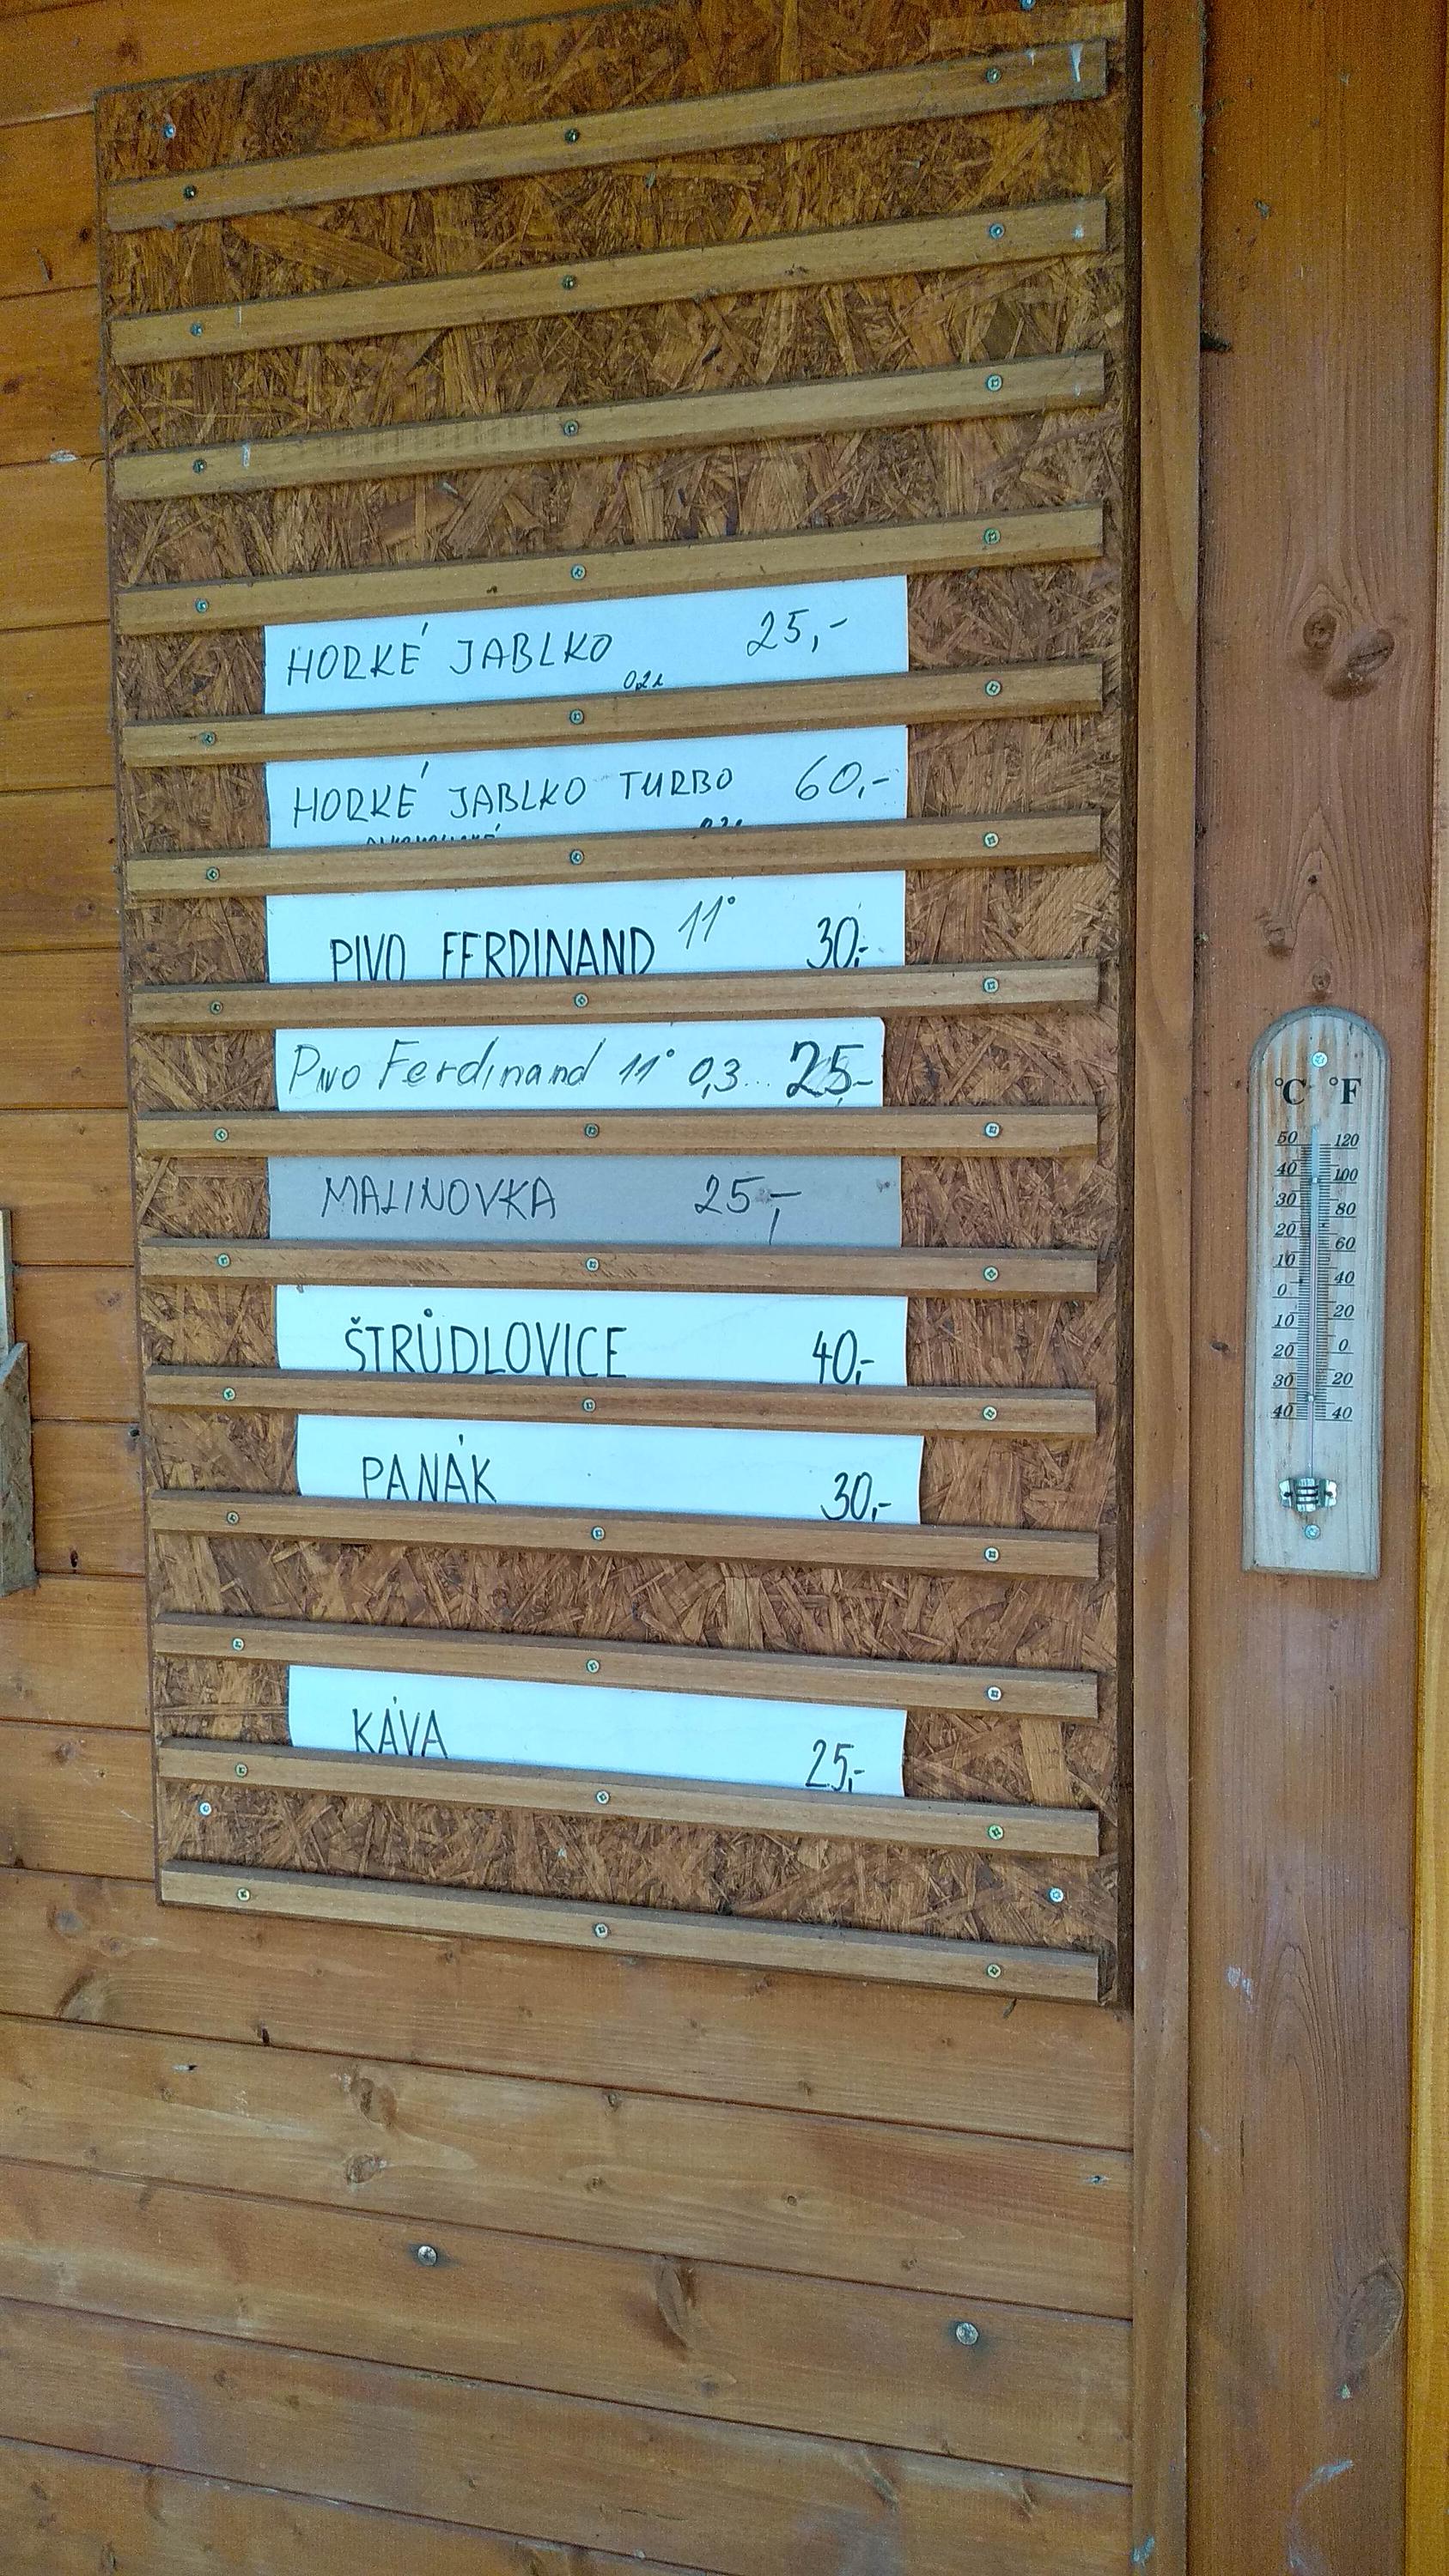 HORKÉ JABLKO 25,-
0,2l
HORKÉ JABLKO TURBO 60,-
PIVO FERDINAND 11° 30,-
Pivo Ferdinand 11° 0,3... 25,-
MALINOVKA 25,-
ŠTRŮDLOVICE 40,-
PANÁK 30,-
KÁVA 25,-
°C °F
50 120
40 100
30 80
20 60
10 40
0 20
10 0
20 20
30 40
40